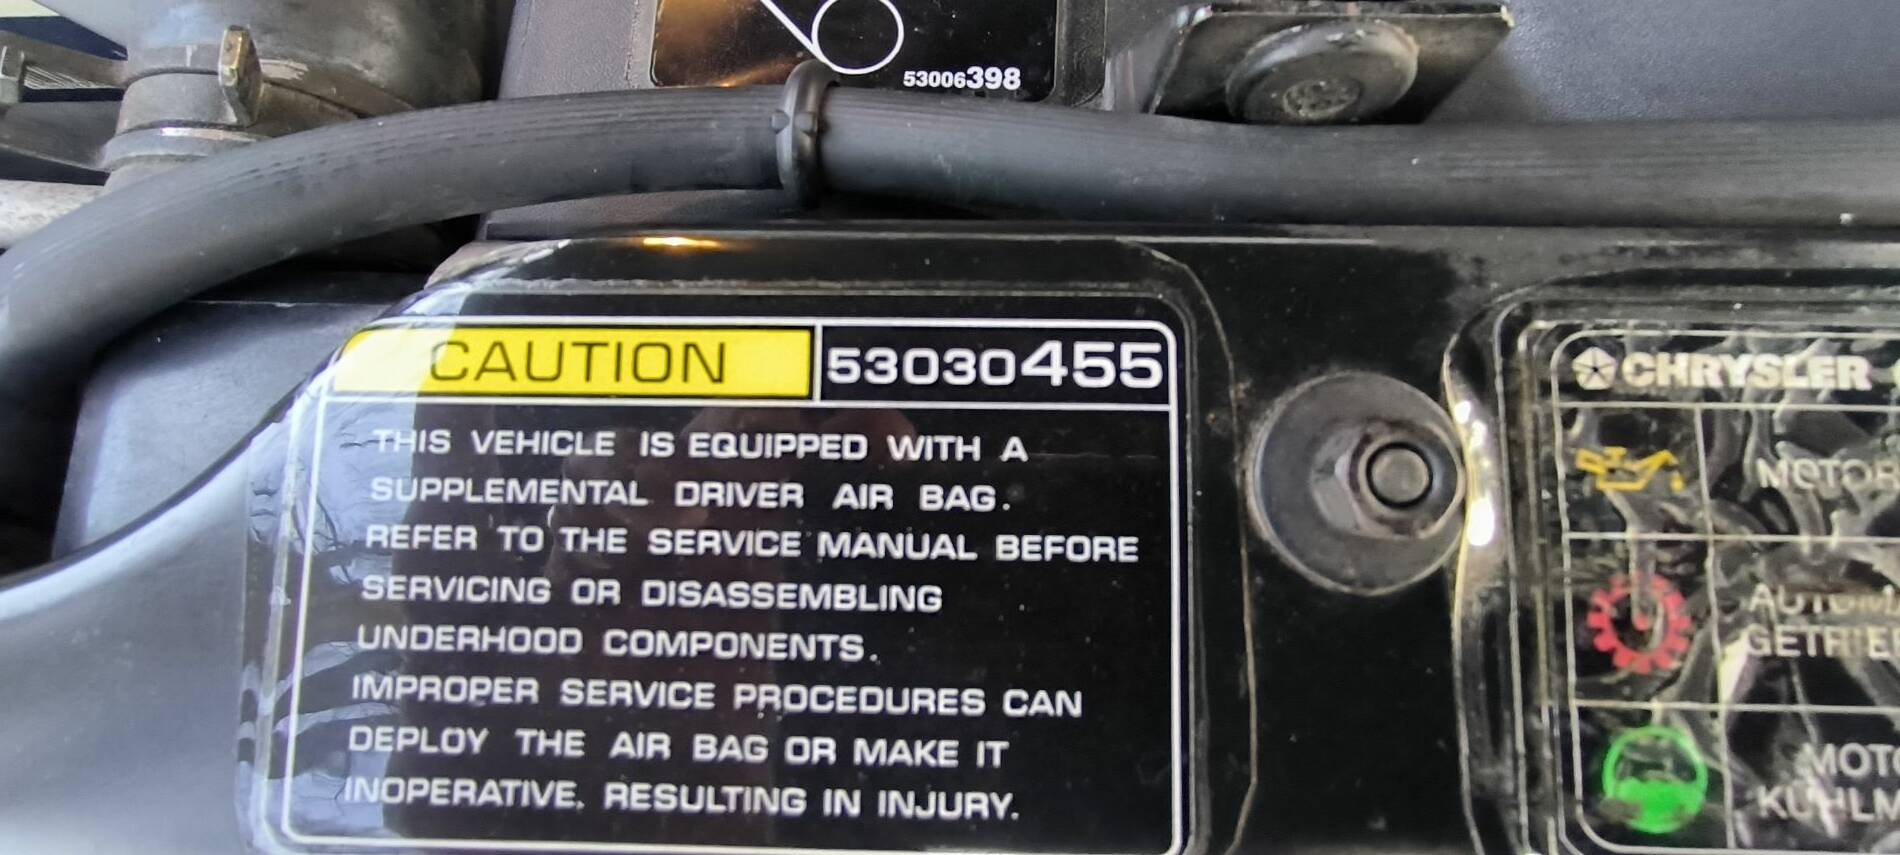 53006398
CAUTION 53030455
THIS VEHICLE IS EQUIPPED WITH A
SUPPLEMENTAL DRIVER AIR BAG.
REFER TO THE SERVICE MANUAL BEFORE
SERVICING OR DISASSEMBLING
UNDERHOOD COMPONENTS.
IMPROPER SERVICE PROCEDURES CAN
DEPLOY THE AIR BAG OR MAKE IT
INOPERATIVE, RESULTING IN INJURY.
CHRYSLER
MOTOR